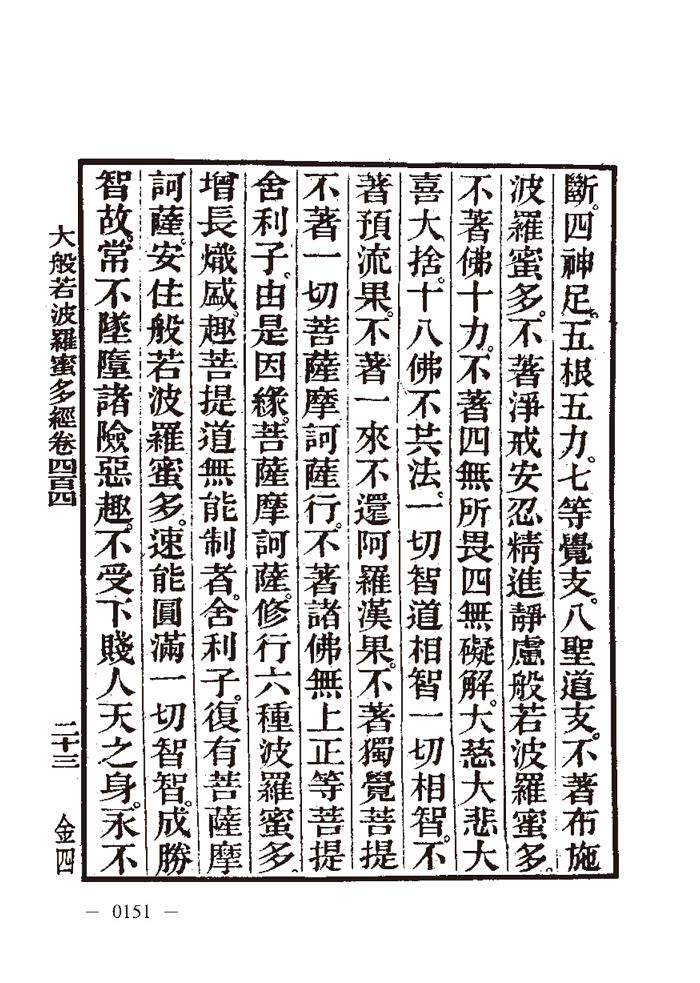 斷。四神足。五根五力。七等覺支。八聖道支。不著布施
波羅蜜多。不著淨戒安忍精進靜慮般若波羅蜜多。
不著佛十力。不著四無所畏四無礙解。大慈大悲大
喜大捨。十八佛不共法。一切智道相智一切相智。不
著預流果。不著一來不還阿羅漢果。不著獨覺菩提
不著一切菩薩摩訶薩行。不著諸佛無上正等菩提
舍利子。由是因緣。菩薩摩訶薩。修行六種波羅蜜多
增長熾盛。趣菩提道無能制者。舍利子。復有菩薩摩
訶薩。安住般若波羅蜜多。速能圓滿一切智智。成勝
智故。常不墜墮諸險惡趣。不受下賤人天之身。永不
大般若波羅蜜多經卷四百四
二十三
金四
— 0151 —